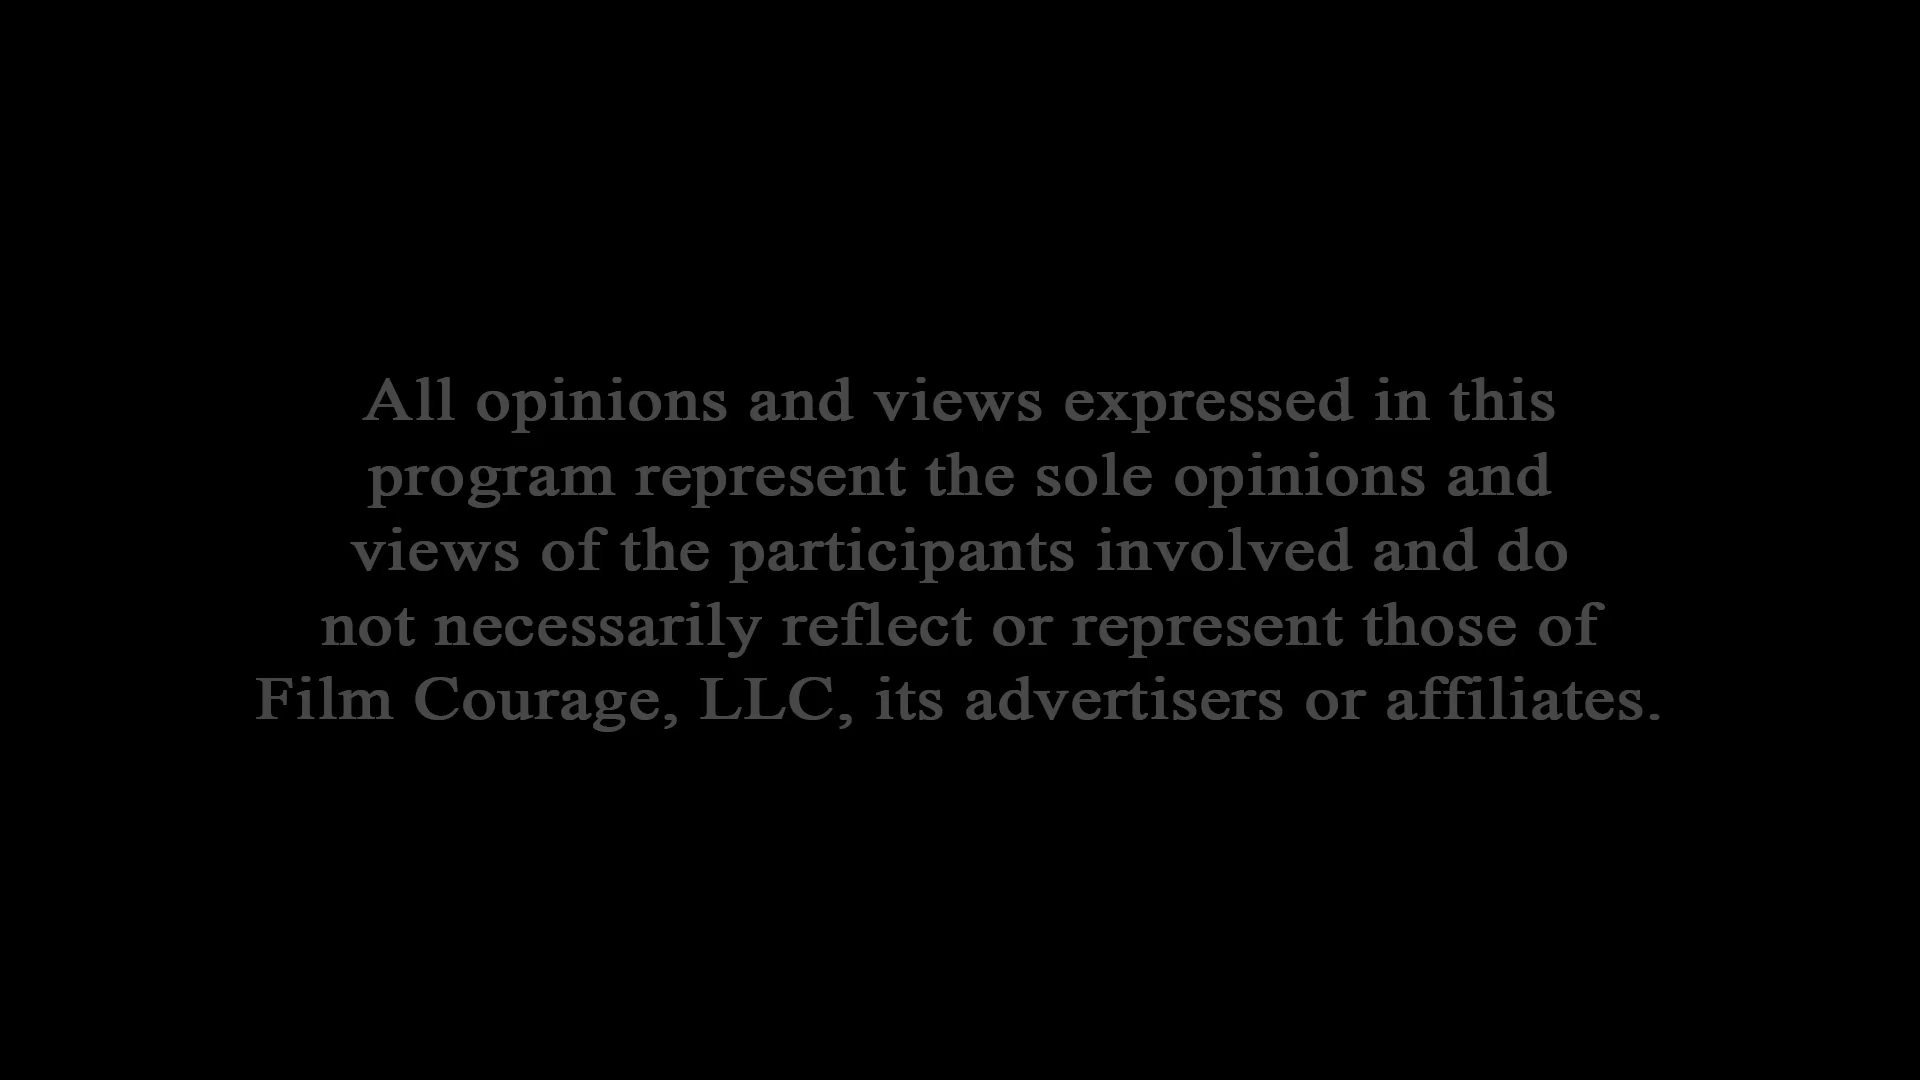 All opinions and views expressed in this
program represent the sole opinions and
views of the participants involved and do
not necessarily reflect or represent those of
Film Courage, LLC, its advertisers or affiliates.